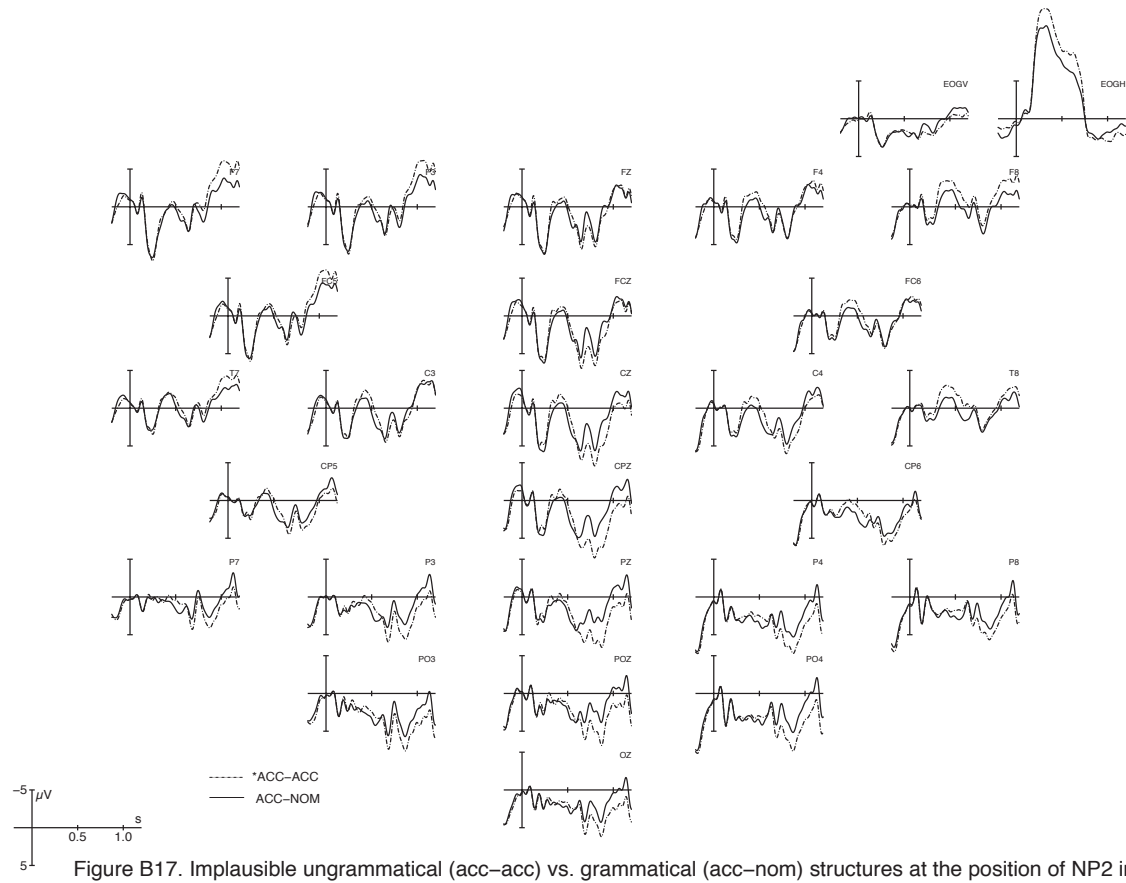 EOGV EOGH
F7 F3 FZ F4 F8
FC5 FCZ FC6
T7 C3 CZ C4 T8
CP5 CPZ CP6
P7 P3 PZ P4 P8
PO3 POZ PO4
OZ
*ACC–ACC
ACC–NOM
−5
µV
s
0.5 1.0
5
Figure B17. Implausible ungrammatical (acc–acc) vs. grammatical (acc–nom) structures at the position of NP2 in